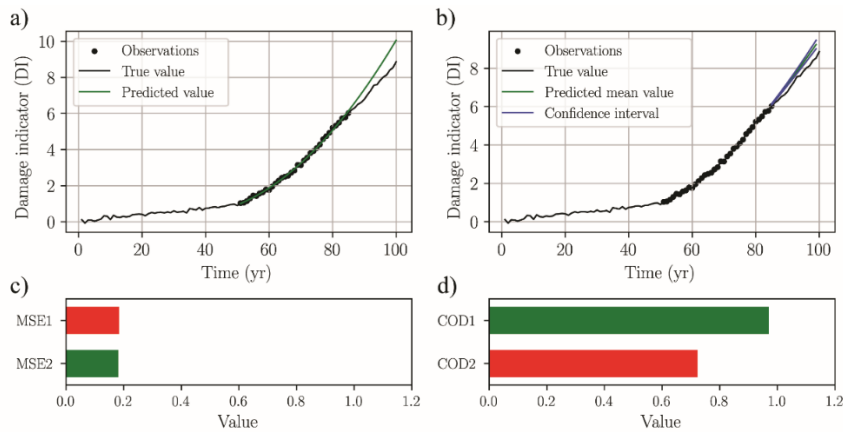 a)
Damage indicator (DI)
10
8
6
4
2
0
Observations
True value
Predicted value
0
20
40
60
80
100
Time (yr)
b)
Damage indicator (DI)
10
8
6
4
2
0
Observations
True value
Predicted mean value
Confidence interval
0
20
40
60
80
100
Time (yr)
c)
MSE1
MSE2
0.0
0.2
0.4
0.6
0.8
1.0
1.2
Value
d)
COD1
COD2
0.0
0.2
0.4
0.6
0.8
1.0
1.2
Value